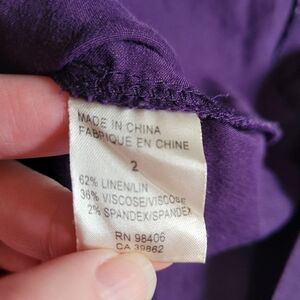 MADE IN CHINA
FABRIQUE EN CHINE
2
62% LINEN/LIN
36% VISCOSE/VISCOSE
2% SPANDEX/SPANDEX
RN 98406
CA 39862